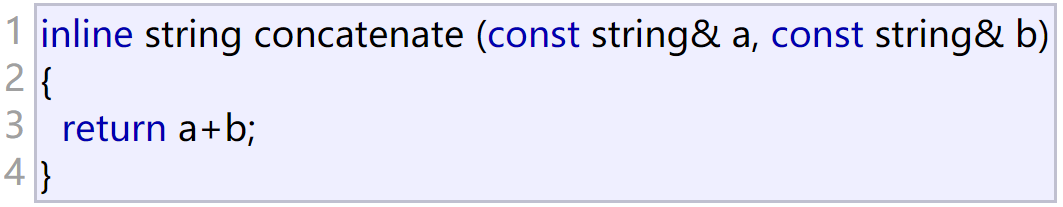 1 inline string concatenate (const string& a, const string& b)
2 {
3   return a+b;
4 }